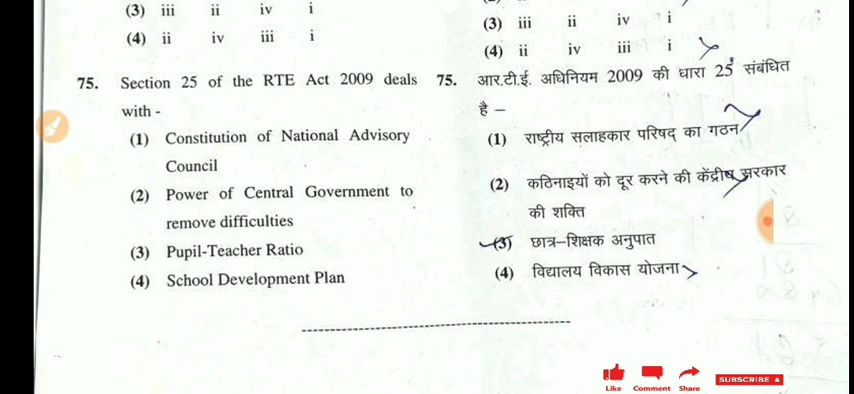 (3) iii ii iv i
(4) ii iv iii i
75. Section 25 of the RTE Act 2009 deals
with -
(1) Constitution of National Advisory
Council
(2) Power of Central Government to
remove difficulties
(3) Pupil-Teacher Ratio
(4) School Development Plan
(3) iii ii iv i
(4) ii iv iii i
75. आर.टी.ई. अधिनियम 2009 की धारा 25 संबंधित
है –
(1) राष्ट्रीय सलाहकार परिषद् का गठन
(2) कठिनाइयों को दूर करने की केंद्रीय सरकार
की शक्ति
(3) छात्र–शिक्षक अनुपात
(4) विद्यालय विकास योजना
Like Comment Share SUBSCRIBE